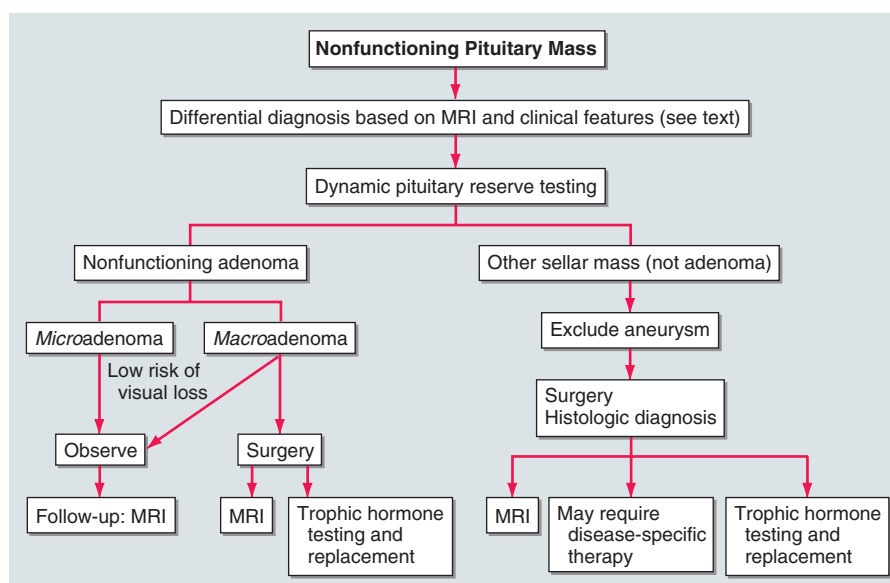 Nonfunctioning Pituitary Mass
Differential diagnosis based on MRI and clinical features (see text)
Dynamic pituitary reserve testing
Nonfunctioning adenoma
Other sellar mass (not adenoma)
Microadenoma
Macroadenoma
Exclude aneurysm
Low risk of
visual loss
Surgery
Histologic diagnosis
Observe
Surgery
Follow-up: MRI
MRI
Trophic hormone
testing and
replacement
MRI
May require
disease-specific
therapy
Trophic hormone
testing and
replacement